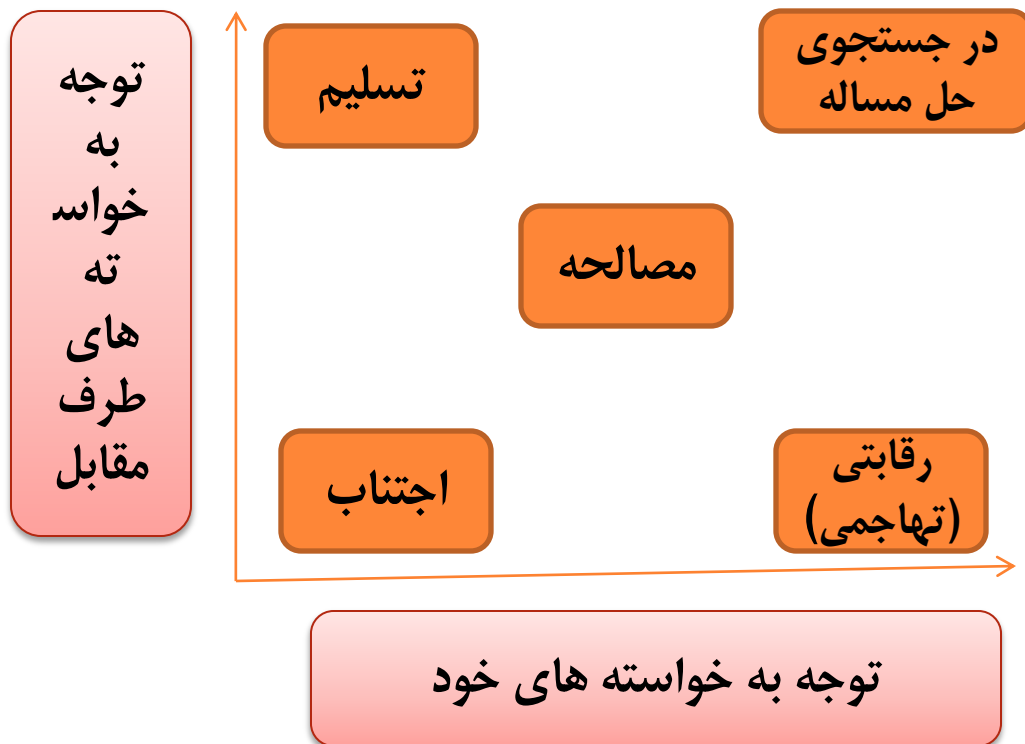 توجه
به
خواس
ته
های
طرف
مقابل
تسلیم
در جستجوی
حل مساله
مصالحه
اجتناب
رقابتی
(تهاجمی)
توجه به خواسته های خود